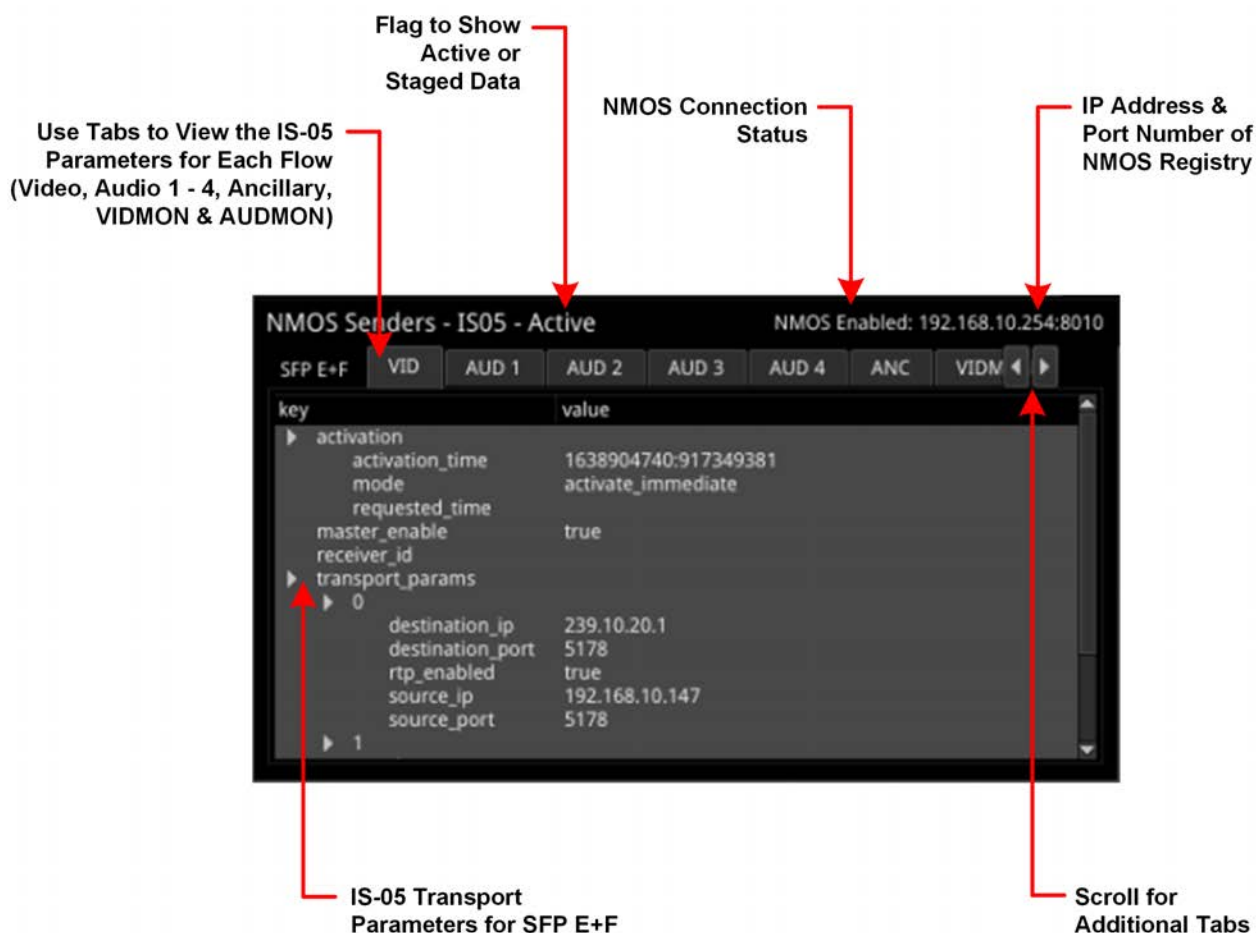 Flag to Show
Active or
Staged Data
NMOS Connection
Status
IP Address &
Port Number of
NMOS Registry
Use Tabs to View the IS-05
Parameters for Each Flow
(Video, Audio 1 - 4, Ancillary,
VIDMON & AUDMON)
NMOS Senders - IS05 - Active NMOS Enabled: 192.168.10.254:8010
SFP E+F VID AUD 1 AUD 2 AUD 3 AUD 4 ANC VIDM
key value
activation
activation_time 1638904740:917349381
mode activate_immediate
requested_time
master_enable true
receiver_id
transport_params
0
destination_ip 239.10.20.1
destination_port 5178
rtp_enabled true
source_ip 192.168.10.147
source_port 5178
1
IS-05 Transport
Parameters for SFP E+F
Scroll for
Additional Tabs